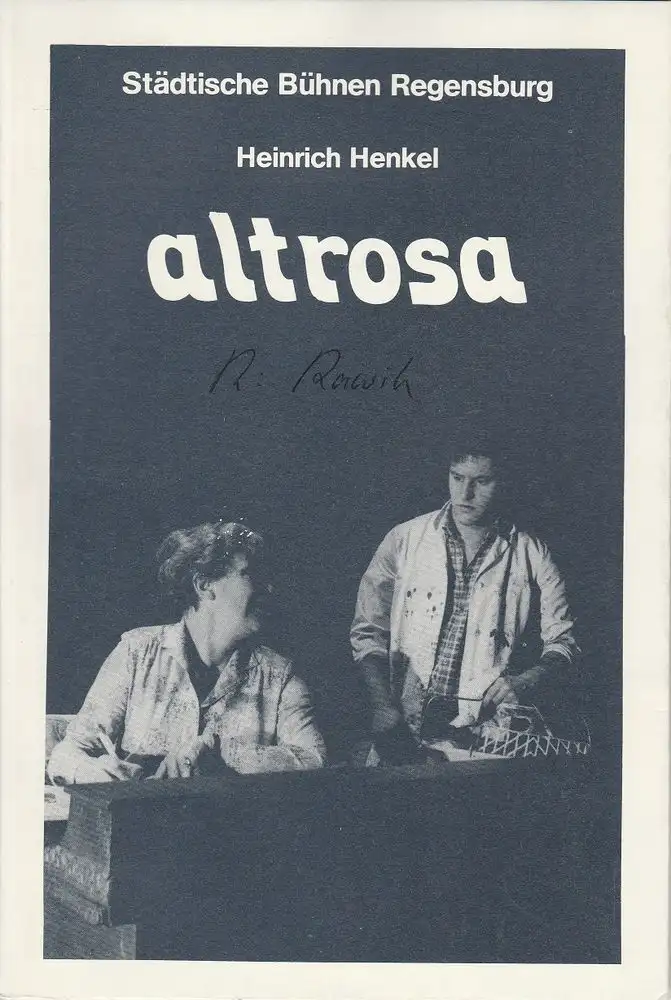 Städtische Bühnen Regensburg
Heinrich Henkel
altrosa
R: